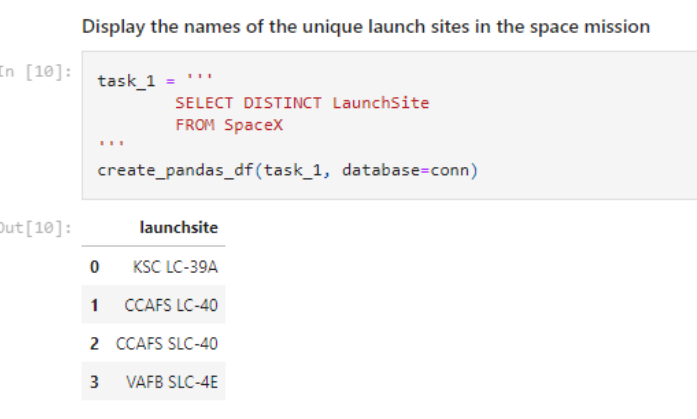 Display the names of the unique launch sites in the space mission
In [10]:
task_1 = '''
SELECT DISTINCT LaunchSite
FROM SpaceX
'''
create_pandas_df(task_1, database=conn)
Out[10]:
launchsite
0 KSC LC-39A
1 CCAFS LC-40
2 CCAFS SLC-40
3 VAFB SLC-4E